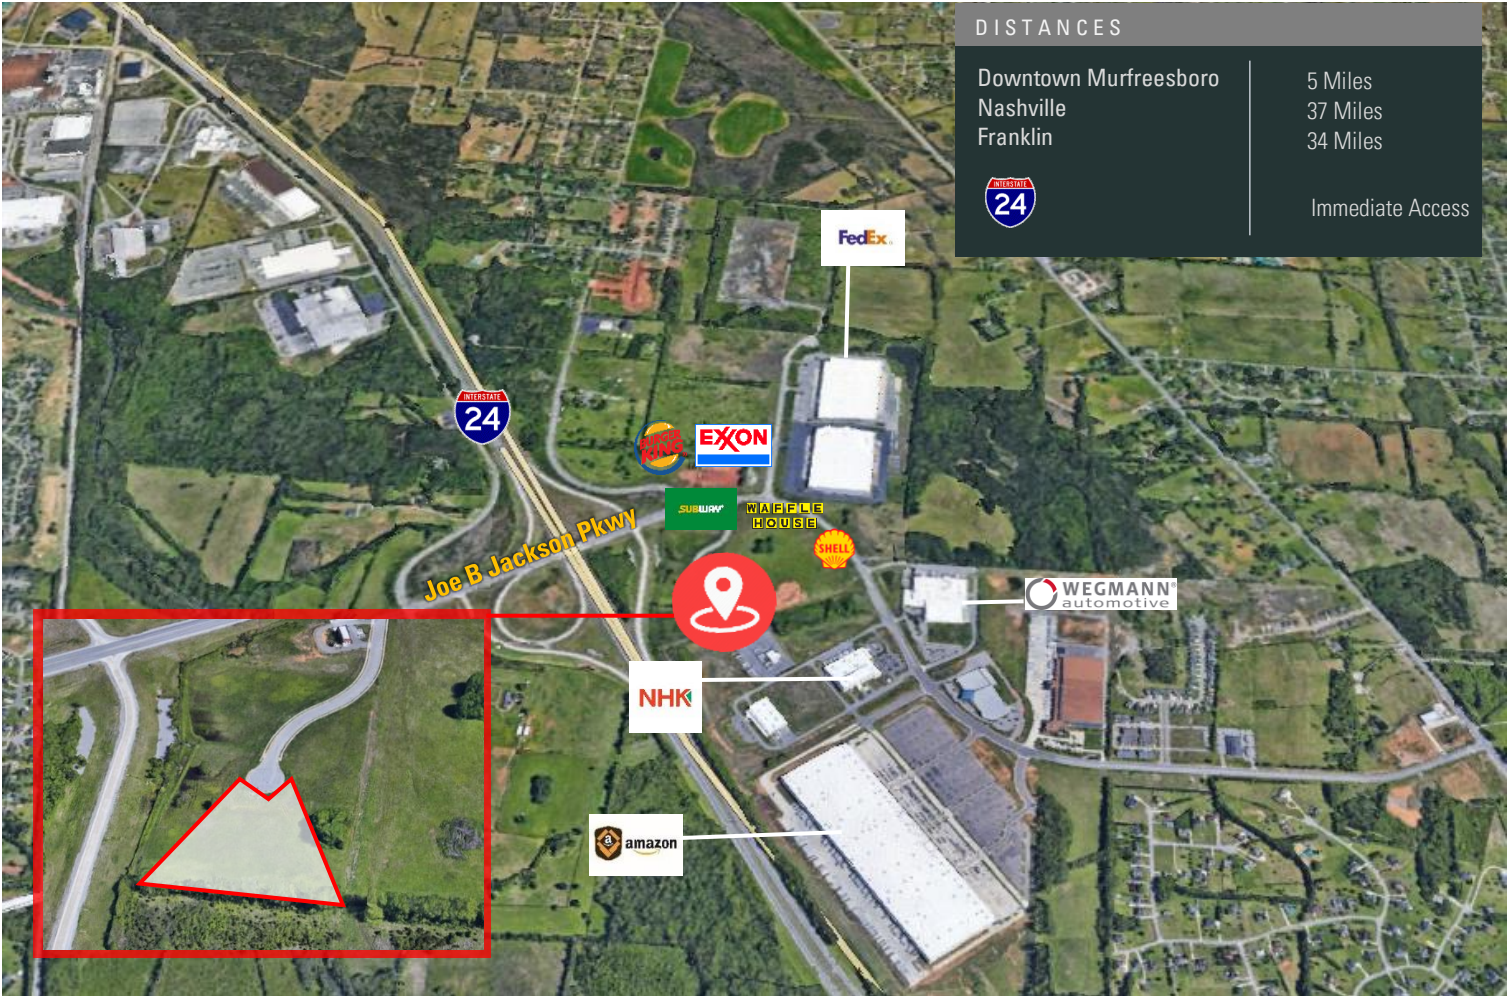 DISTANCES
Downtown Murfreesboro 5 Miles
Nashville 37 Miles
Franklin 34 Miles
INTERSTATE
24
Immediate Access
FedEx
INTERSTATE
24
BURGER
KING
EXXON
SUBWAY
WAFFLE
HOUSE
Joe B Jackson Pkwy
SHELL
WEGMANN
automotive
NHK
a
amazon